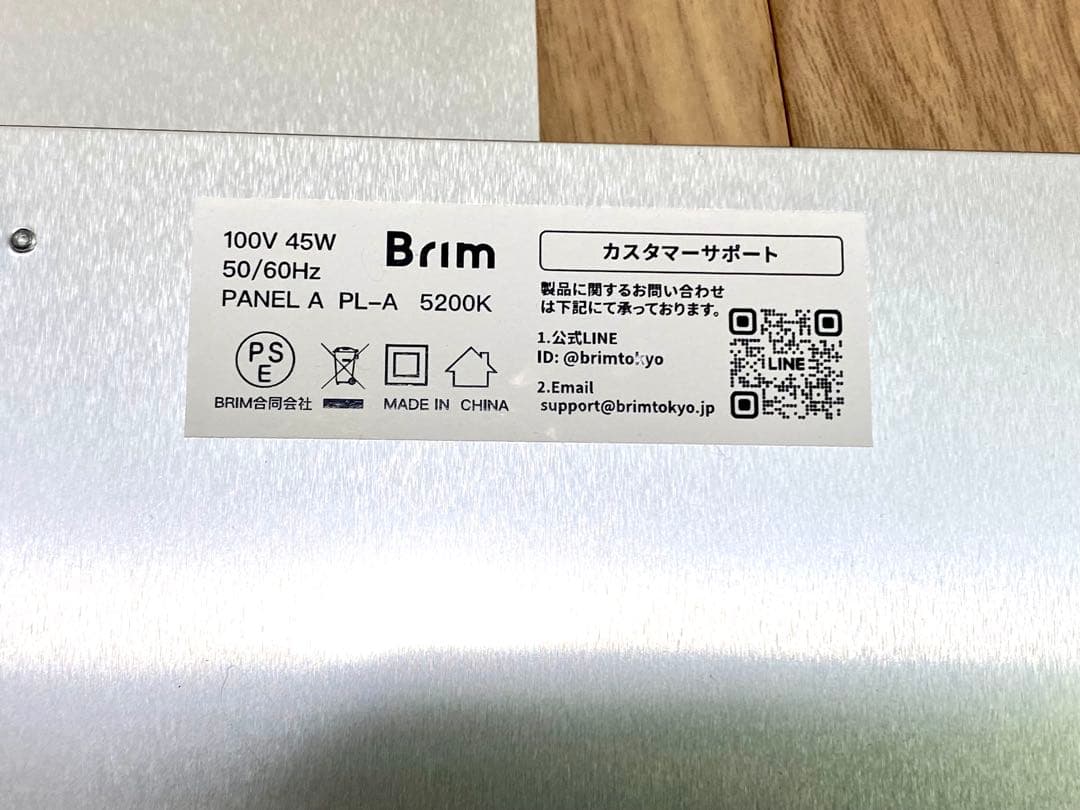 100V 45W
50/60Hz
PANEL A PL-A 5200K
Brım
PS
E
BRIM合同会社
MADE IN CHINA
カスタマーサポート
製品に関するお問い合わせ
は下記にて承っております。
1.公式LINE
ID: @brimtokyo
2.Email
support@brimtokyo.jp
LINE